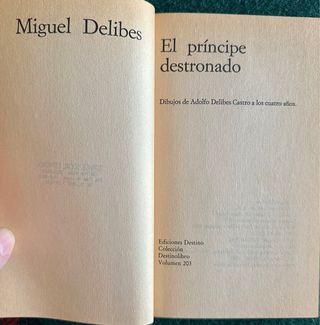 Miguel Delibes
El príncipe
destronado
Dibujos de Adolfo Delibes Castro a los cuatro años.
Ediciones Destino
Colección
Destinolibro
Volumen 203